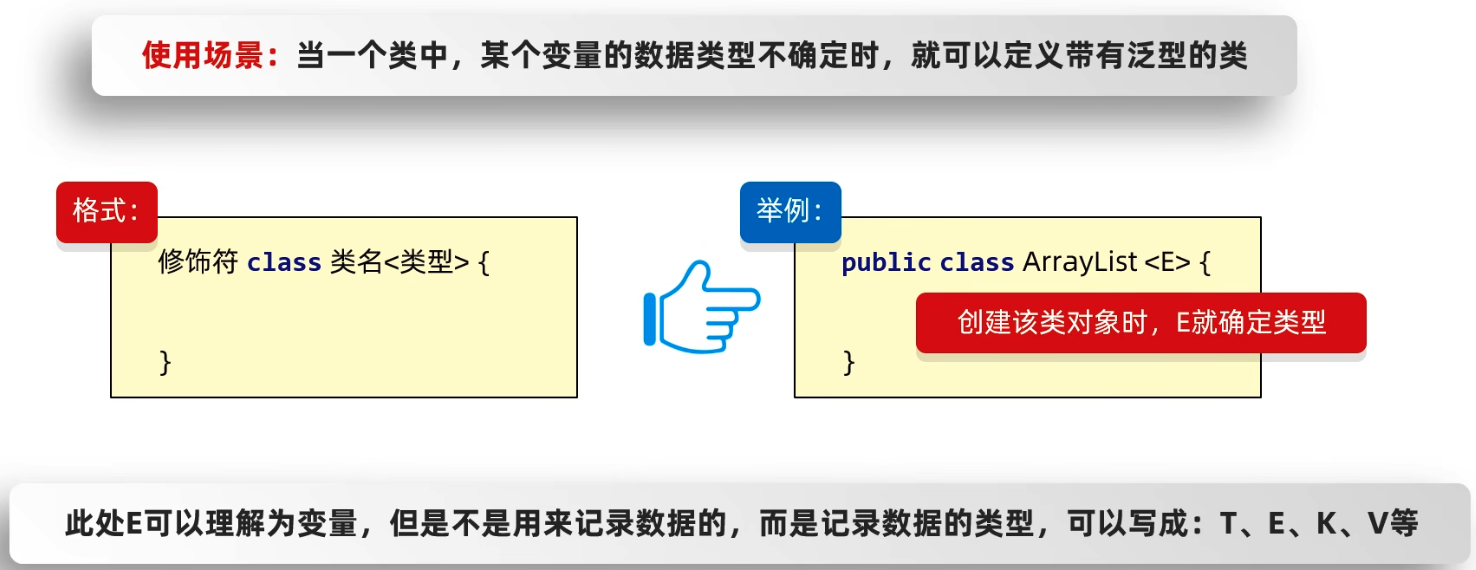 使用场景：当一个类中，某个变量的数据类型不确定时，就可以定义带有泛型的类
格式：
修饰符 class 类名<类型> {
}
举例：
public class ArrayList <E> {
创建该类对象时，E就确定类型
}
此处E可以理解为变量，但是不是用来记录数据的，而是记录数据的类型，可以写成：T、E、K、V等